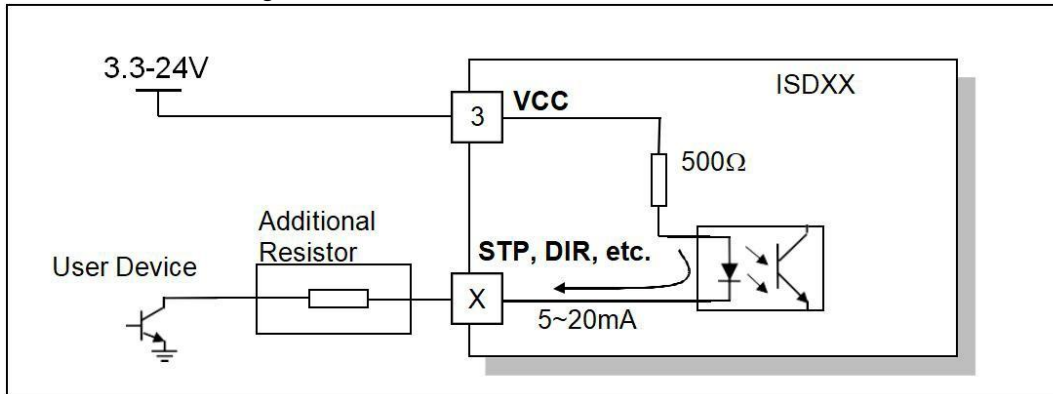 3.3-24V
ISDXX
3
VCC
500Ω
Additional
Resistor
STP, DIR, etc.
User Device
X
5~20mA